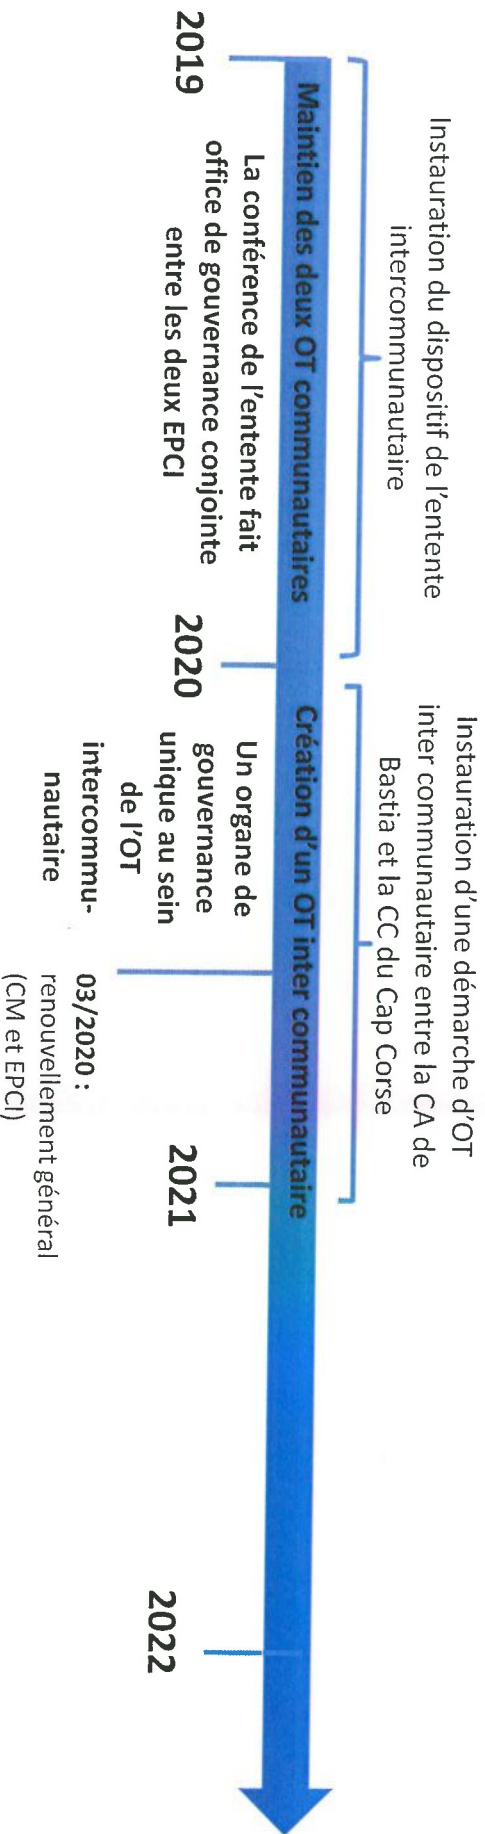 Instauration du dispositif de l'entente
intercommunautaire
Instauration d'une démarche d'OT
inter communautaire entre la CA de
Bastia et la CC du Cap Corse
Maintien des deux OT communautaires
Création d'un OT inter communautaire
2019
La conférence de l'entente fait
office de gouvernance conjointe
entre les deux EPCI
2020
Un organe de
gouvernance
unique au sein
de l'OT
intercommu-
nautaire
03/2020 :
renouvellement général
(CM et EPCI)
2021
2022